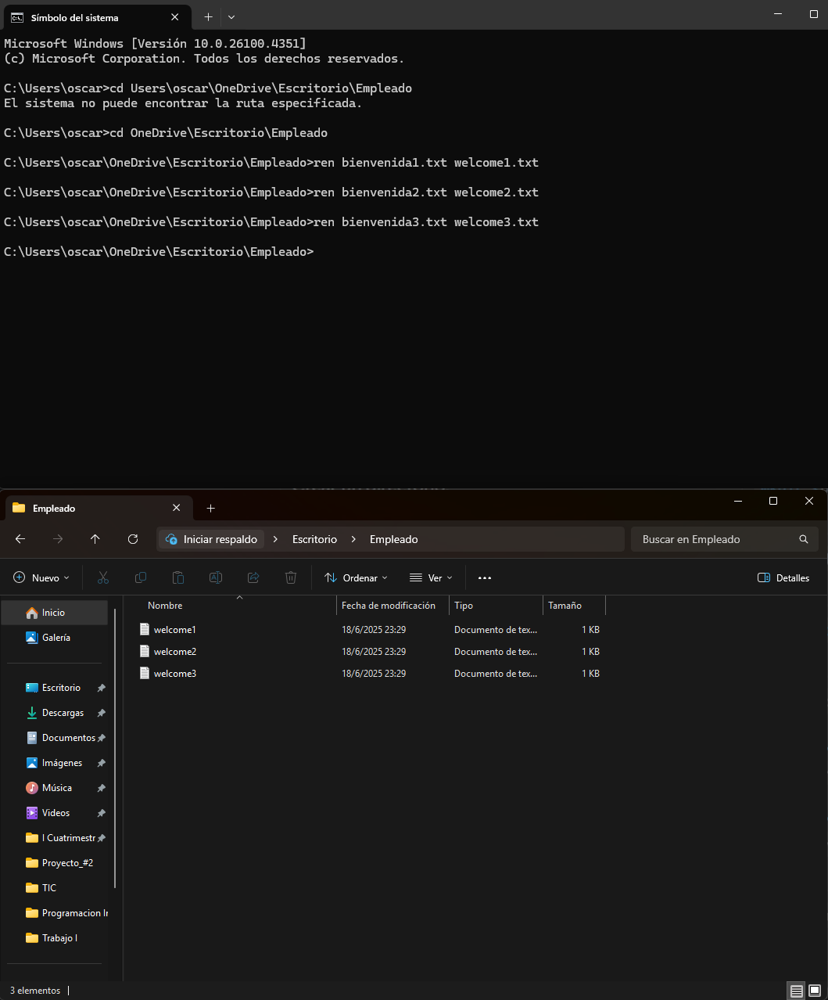 Símbolo del sistema
Microsoft Windows [Versión 10.0.26100.4351]
(c) Microsoft Corporation. Todos los derechos reservados.
C:\Users\oscar>cd Users\oscar\OneDrive\Escritorio\Empleado
El sistema no puede encontrar la ruta especificada.
C:\Users\oscar>cd OneDrive\Escritorio\Empleado
C:\Users\oscar\OneDrive\Escritorio\Empleado>ren bienvenida1.txt welcome1.txt
C:\Users\oscar\OneDrive\Escritorio\Empleado>ren bienvenida2.txt welcome2.txt
C:\Users\oscar\OneDrive\Escritorio\Empleado>ren bienvenida3.txt welcome3.txt
C:\Users\oscar\OneDrive\Escritorio\Empleado>
Empleado
Iniciar respaldo > Escritorio > Empleado
Buscar en Empleado
Nuevo Ordenar Ver ... Detalles
Nombre Fecha de modificación Tipo Tamaño
welcome1 18/6/2025 23:29 Documento de tex... 1 KB
welcome2 18/6/2025 23:29 Documento de tex... 1 KB
welcome3 18/6/2025 23:29 Documento de tex... 1 KB
Inicio
Galería
Escritorio
Descargas
Documentos
Imágenes
Música
Videos
I Cuatrimestr
Proyecto_#2
TIC
Programacion In
Trabajo I
3 elementos